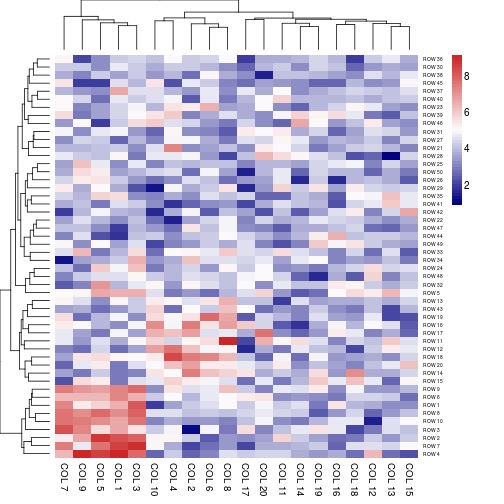 ROW 36
ROW 30
ROW 38
ROW 45
ROW 37
ROW 40
ROW 23
ROW 39
ROW 46
ROW 31
ROW 27
ROW 21
ROW 28
ROW 25
ROW 50
ROW 26
ROW 29
ROW 35
ROW 41
ROW 42
ROW 22
ROW 47
ROW 44
ROW 49
ROW 33
ROW 34
ROW 24
ROW 48
ROW 32
ROW 5
ROW 13
ROW 43
ROW 19
ROW 16
ROW 17
ROW 11
ROW 12
ROW 18
ROW 20
ROW 14
ROW 15
ROW 9
ROW 6
ROW 1
ROW 8
ROW 10
ROW 3
ROW 2
ROW 7
ROW 4
8
6
4
2
COL 7
COL 9
COL 5
COL 1
COL 3
COL 10
COL 4
COL 2
COL 6
COL 8
COL 17
COL 20
COL 11
COL 14
COL 19
COL 16
COL 18
COL 12
COL 13
COL 15